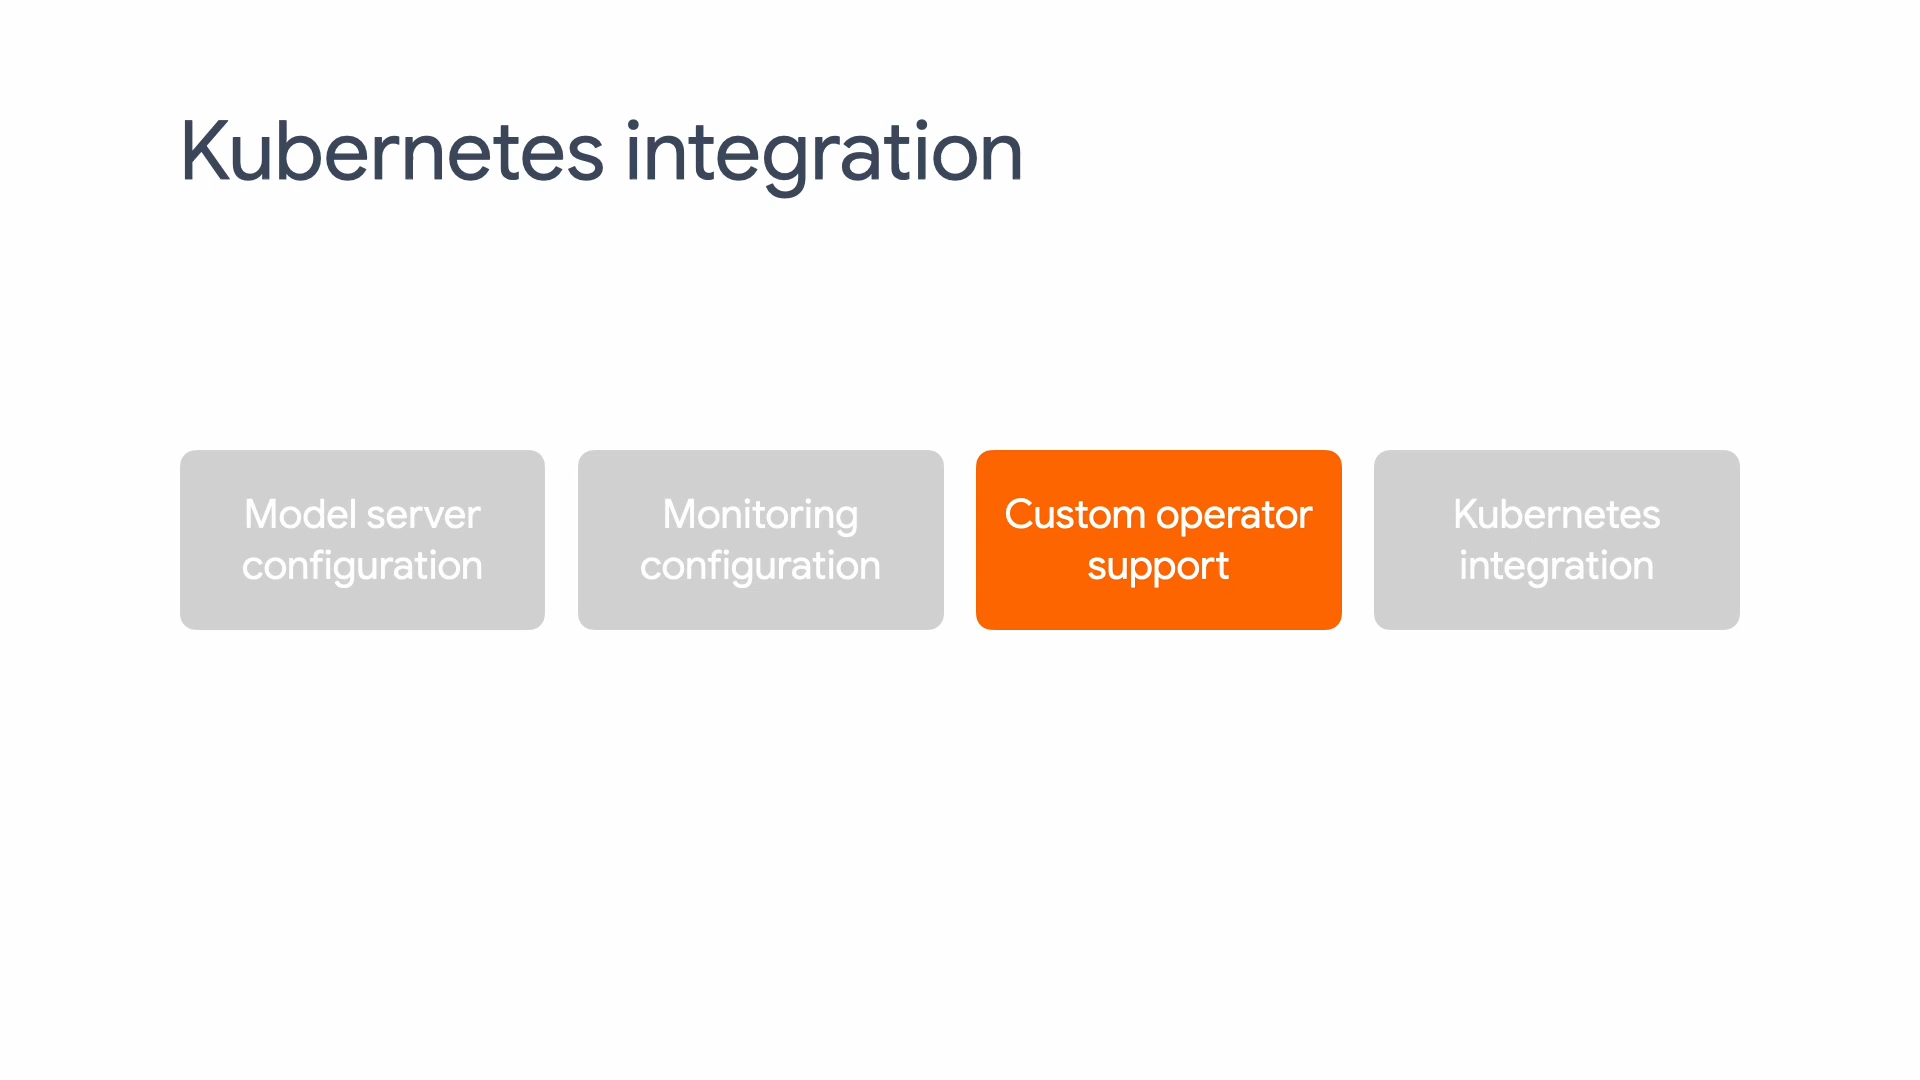 Kubernetes integration
Model server
configuration
Monitoring
configuration
Custom operator
support
Kubernetes
integration